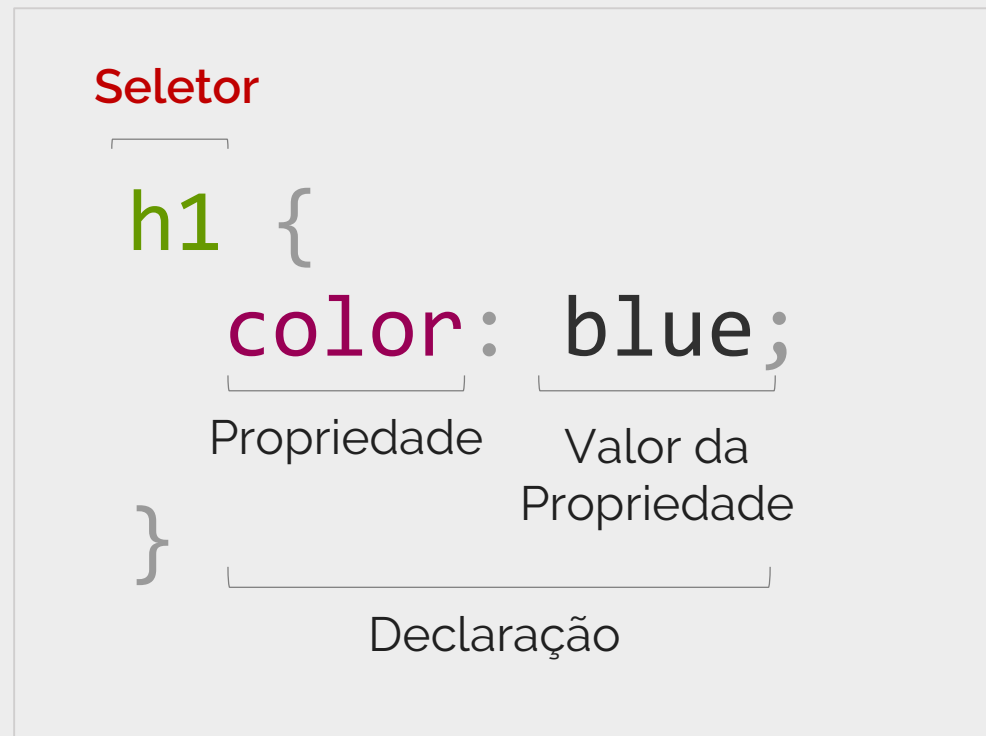 Seletor
h1 {
color: blue;
Propriedade
Valor da
Propriedade
}
Declaração